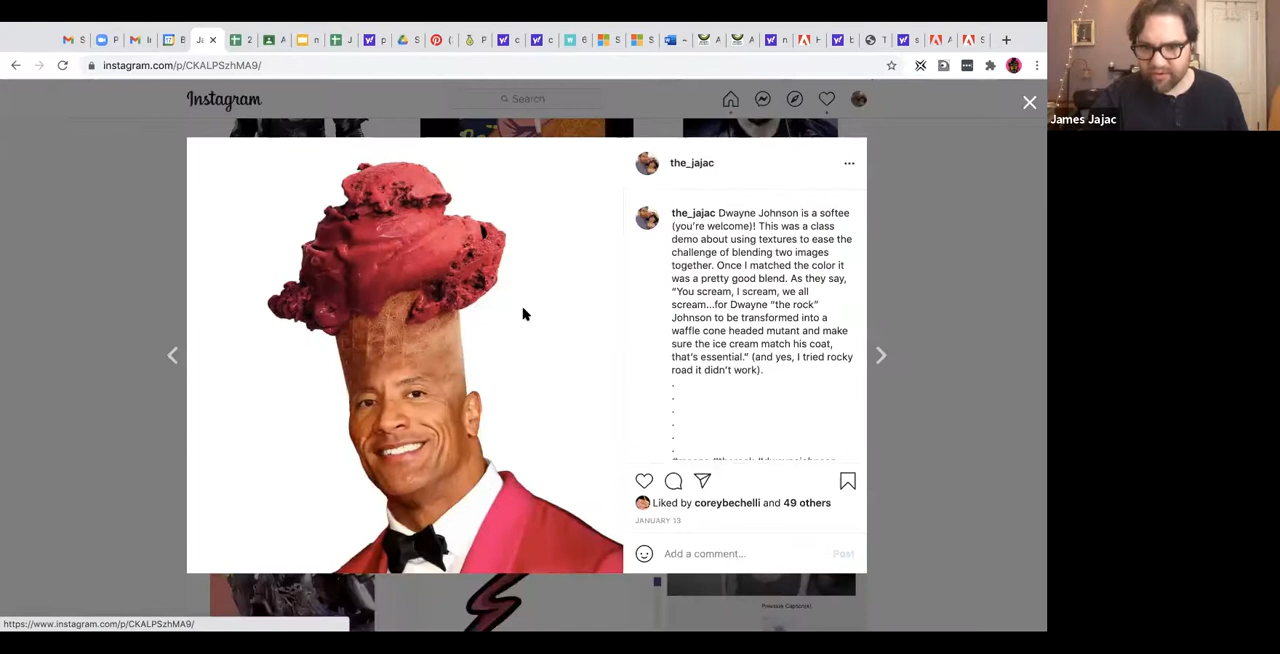 instagram.com/p/CKALPSzhMA9/
James Jajac
Instagram
Search
the_jajac
the_jajac Dwayne Johnson is a softee
(you're welcome)! This was a class
demo about using textures to ease the
challenge of blending two images
together. Once I matched the color it
was a pretty good blend. As they say,
"You scream, I scream, we all
scream...for Dwayne "the rock"
Johnson to be transformed into a
waffle cone headed mutant and make
sure the ice cream match his coat,
that's essential." (and yes, I tried rocky
road it didn't work).
.
.
.
.
.
.
Liked by coreybechelli and 49 others
JANUARY 13
Add a comment...
Post
Previous Caption(s)
https://www.instagram.com/p/CKALPSzhMA9/